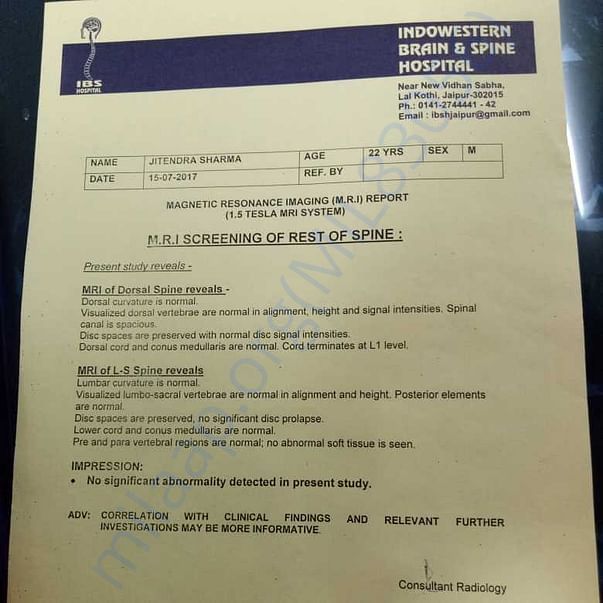 IBS
HOSPITAL
INDOWESTERN
BRAIN & SPINE
HOSPITAL
Near New Vidhan Sabha,
Lal Kothi, Jaipur-302015
Ph.: 0141-2744441 - 42
Email : ibshjaipur@gmail.com
NAME JITENDRA SHARMA AGE 22 YRS SEX M
DATE 15-07-2017 REF. BY
MAGNETIC RESONANCE IMAGING (M.R.I) REPORT
(1.5 TESLA MRI SYSTEM)
M.R.I SCREENING OF REST OF SPINE :
Present study reveals -
MRI of Dorsal Spine reveals -
Dorsal curvature is normal.
Visualized dorsal vertebrae are normal in alignment, height and signal intensities. Spinal
canal is spacious.
Disc spaces are preserved with normal disc signal intensities.
Dorsal cord and conus medullaris are normal. Cord terminates at L1 level.
MRI of L-S Spine reveals
Lumbar curvature is normal.
Visualized lumbo-sacral vertebrae are normal in alignment and height. Posterior elements
are normal.
Disc spaces are preserved, no significant disc prolapse.
Lower cord and conus medullaris are normal.
Pre and para vertebral regions are normal; no abnormal soft tissue is seen.
IMPRESSION:
• No significant abnormality detected in present study.
ADV: CORRELATION WITH CLINICAL FINDINGS AND RELEVANT FURTHER
INVESTIGATIONS MAY BE MORE INFORMATIVE.
Consultant Radiology